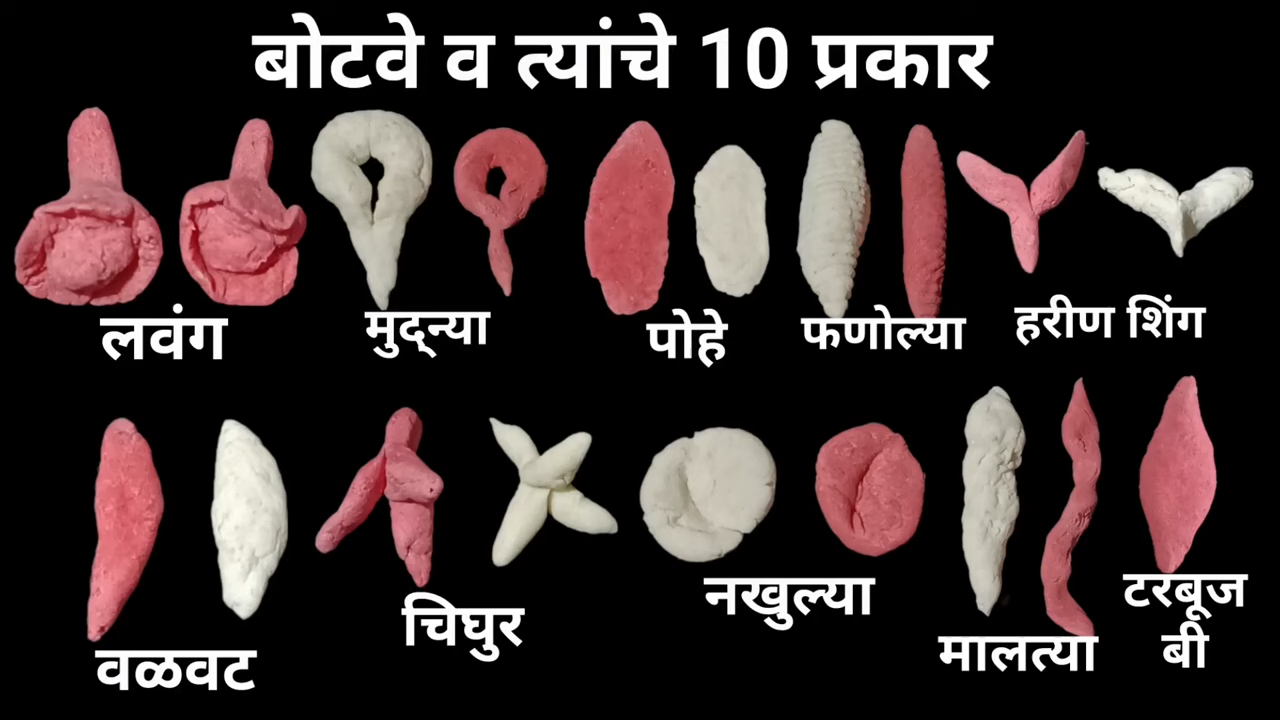 बोटवे व त्यांचे 10 प्रकार
लवंग
मुद्न्या
पोहे
फणोल्या
हरीण शिंग
वळवट
चिघुर
नखुल्या
मालत्या
टरबूज
बी